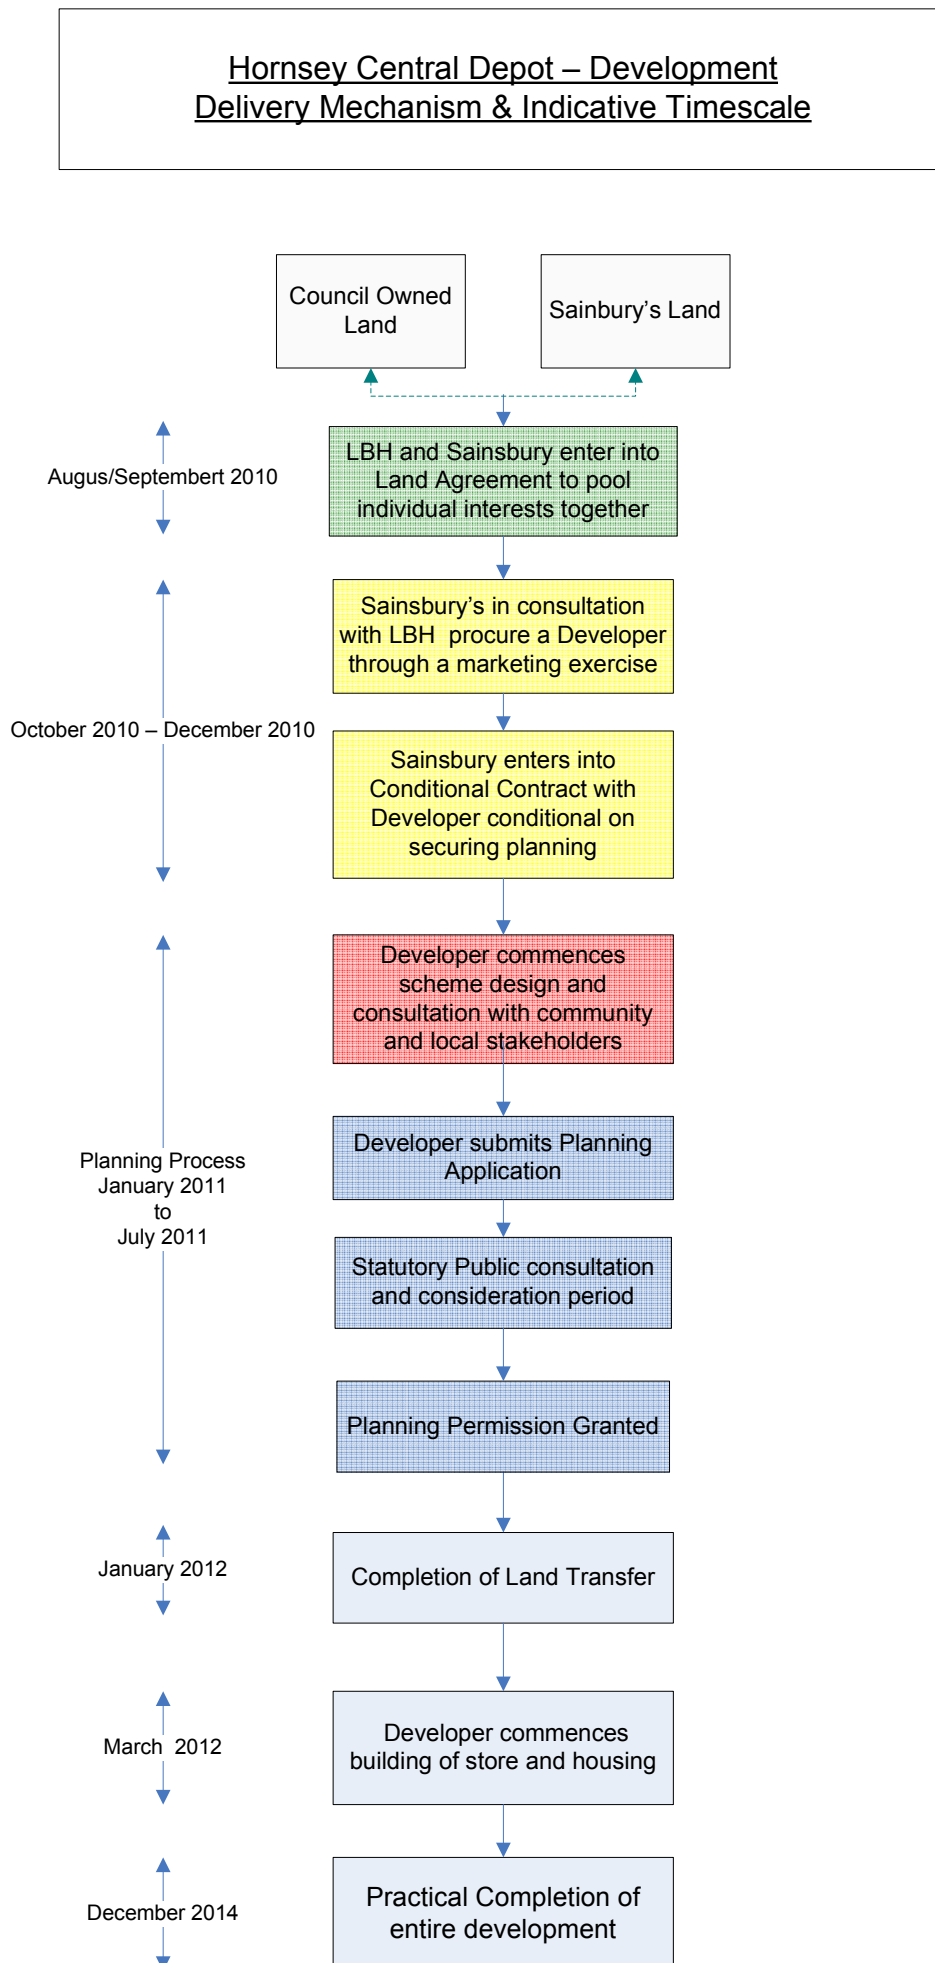 Hornsey Central Depot – Development
Delivery Mechanism & Indicative Timescale
Council Owned
Land
Sainbury's Land
Augus/Septembert 2010
LBH and Sainsbury enter into
Land Agreement to pool
individual interests together
Sainsbury's in consultation
with LBH procure a Developer
through a marketing exercise
October 2010 – December 2010
Sainsbury enters into
Conditional Contract with
Developer conditional on
securing planning
Developer commences
scheme design and
consultation with community
and local stakeholders
Planning Process
January 2011
to
July 2011
Developer submits Planning
Application
Statutory Public consultation
and consideration period
Planning Permission Granted
January 2012
Completion of Land Transfer
March 2012
Developer commences
building of store and housing
December 2014
Practical Completion of
entire development